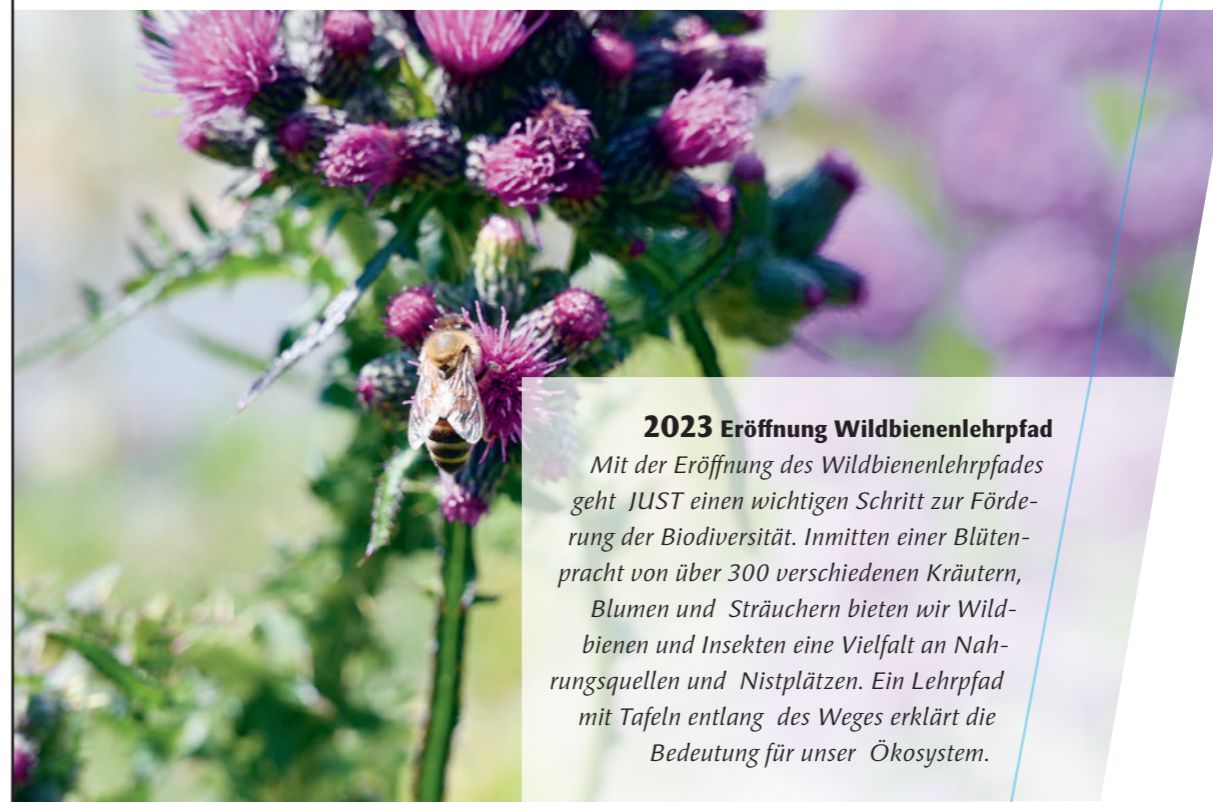 2023 Eröffnung Wildbienenlehrpfad
Mit der Eröffnung des Wildbienenlehrpfades
geht JUST einen wichtigen Schritt zur Förde-
rung der Biodiversität. Inmitten einer Blüten-
pracht von über 300 verschiedenen Kräutern,
Blumen und Sträuchern bieten wir Wild-
bienen und Insekten eine Vielfalt an Nah-
rungsquellen und Nistplätzen. Ein Lehrpfad
mit Tafeln entlang des Weges erklärt die
Bedeutung für unser Ökosystem.